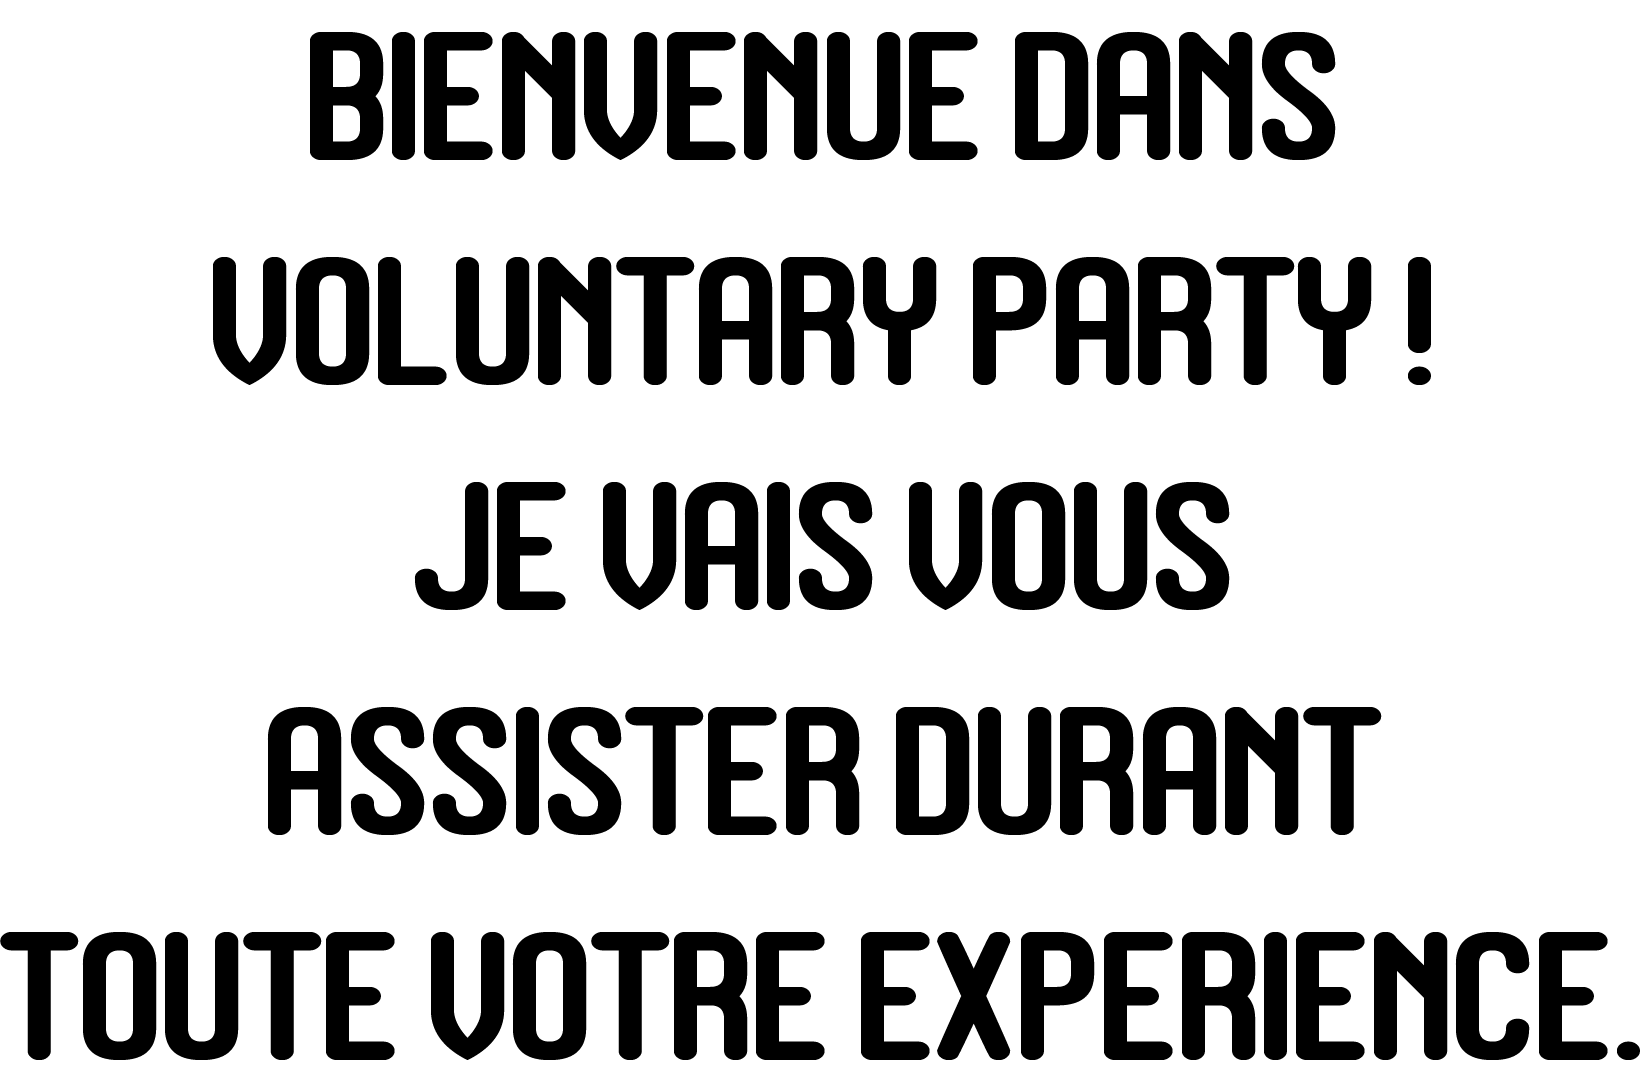 BIENVENUE DANS
VOLUNTARY PARTY !
JE VAIS VOUS
ASSISTER DURANT
TOUTE VOTRE EXPERIENCE.